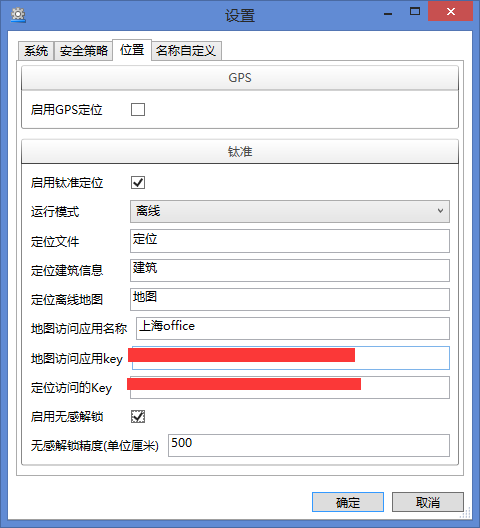 设置
系统 安全策略 位置 名称自定义
GPS
启用GPS定位
钛准
启用钛准定位
运行模式 离线
定位文件 定位
定位建筑信息 建筑
定位离线地图 地图
地图访问应用名称 上海office
地图访问应用key
定位访问的Key
启用无感解锁
无感解锁精度(单位厘米) 500
确定 取消